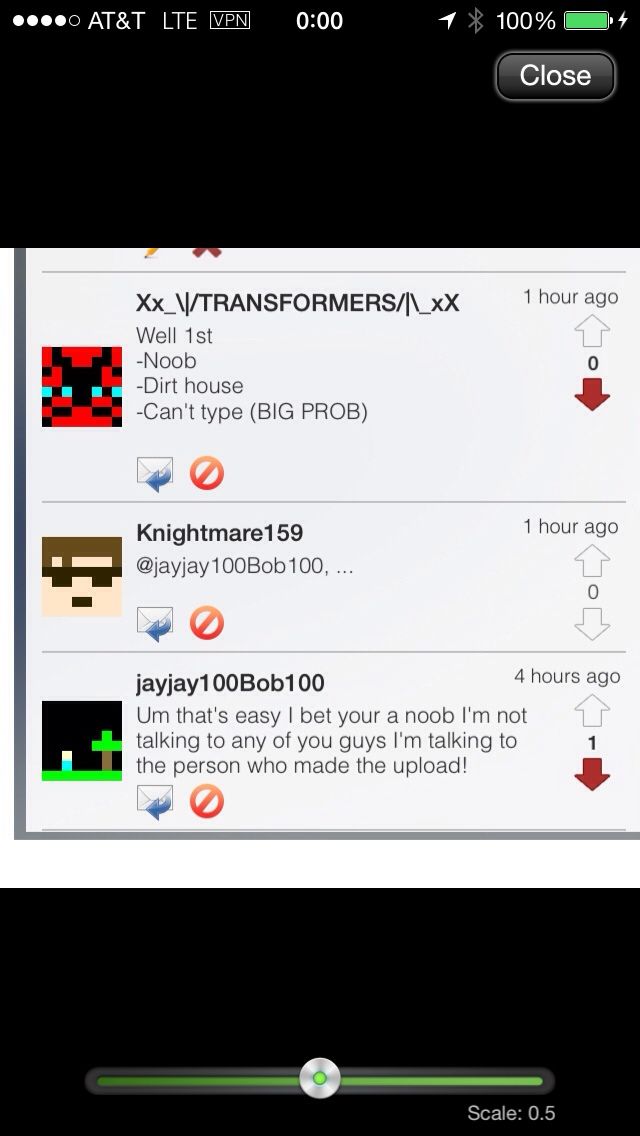 AT&T LTE VPN 0:00 100%
Close
Xx_\|/TRANSFORMERS/|\_xX 1 hour ago
Well 1st
-Noob
0
-Dirt house
-Can't type (BIG PROB)
Knightmare159 1 hour ago
@jayjay100Bob100, ...
0
jayjay100Bob100 4 hours ago
Um that's easy I bet your a noob I'm not
talking to any of you guys I'm talking to
1
the person who made the upload!
Scale: 0.5